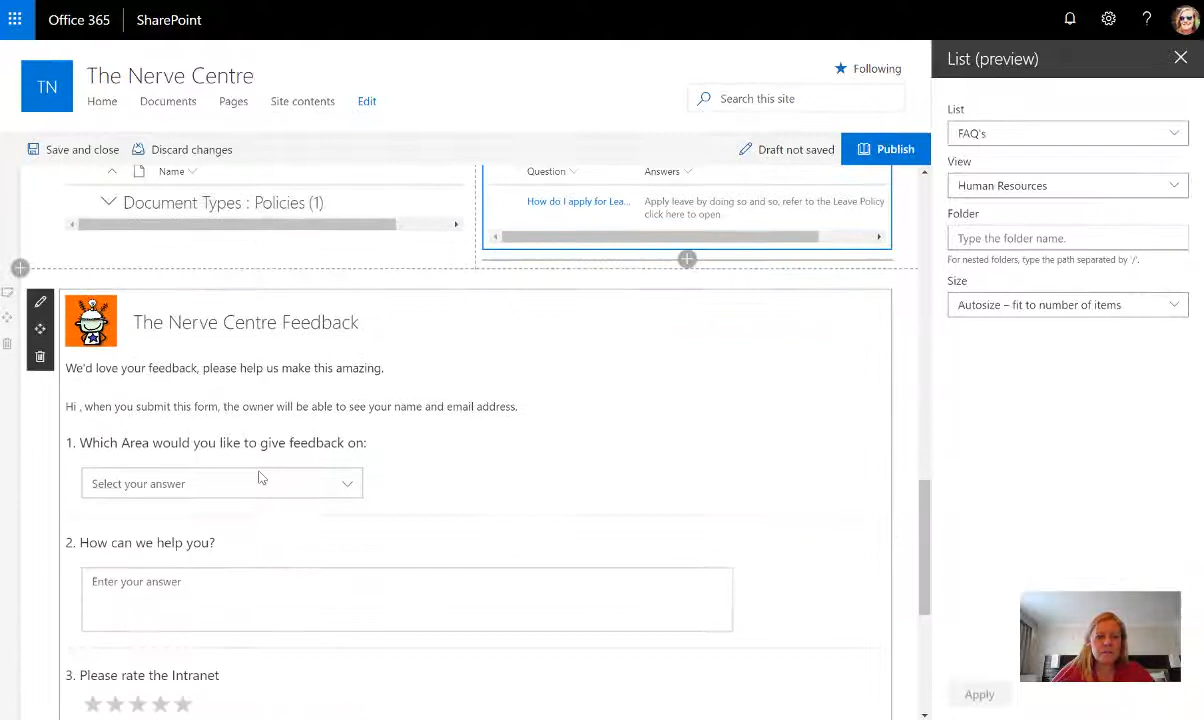 Office 365 SharePoint ?
TN The Nerve Centre
Home Documents Pages Site contents Edit
Following
Search this site
Save and close Discard changes Draft not saved Publish
Name
Document Types : Policies (1)
Question Answers
How do I apply for Lea... Apply leave by doing so and so, refer to the Leave Policy
click here to open.
The Nerve Centre Feedback
We'd love your feedback, please help us make this amazing.
Hi , when you submit this form, the owner will be able to see your name and email address.
1. Which Area would you like to give feedback on:
Select your answer
2. How can we help you?
Enter your answer
3. Please rate the Intranet
List (preview)
List
FAQ's
View
Human Resources
Folder
Type the folder name.
For nested folders, type the path separated by '/'.
Size
Autosize – fit to number of items
Apply